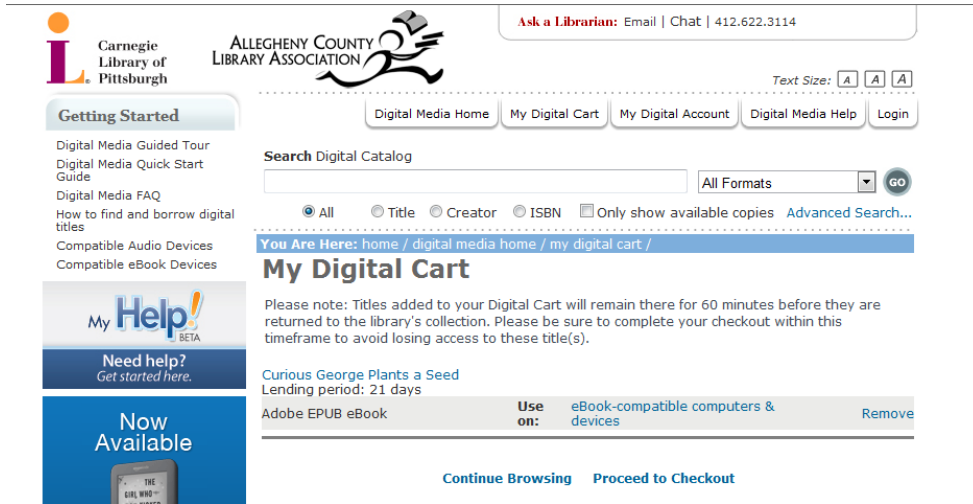 Carnegie
Library of
Pittsburgh
ALLEGHENY COUNTY
LIBRARY ASSOCIATION
Ask a Librarian: Email | Chat | 412.622.3114
Text Size: A A A
Digital Media Home My Digital Cart My Digital Account Digital Media Help Login
Getting Started
Digital Media Guided Tour
Digital Media Quick Start
Guide
Digital Media FAQ
How to find and borrow digital
titles
Compatible Audio Devices
Compatible eBook Devices
My Help!
BETA
Need help?
Get started here.
Now
Available
THE
GIRL WHO
Search Digital Catalog
All Formats GO
All Title Creator ISBN Only show available copies Advanced Search...
You Are Here: home / digital media home / my digital cart /
My Digital Cart
Please note: Titles added to your Digital Cart will remain there for 60 minutes before they are
returned to the library's collection. Please be sure to complete your checkout within this
timeframe to avoid losing access to these title(s).
Curious George Plants a Seed
Lending period: 21 days
Adobe EPUB eBook Use on: eBook-compatible computers & devices Remove
Continue Browsing Proceed to Checkout